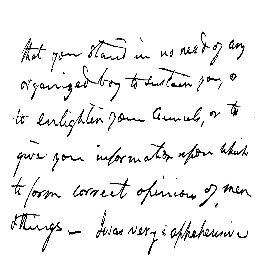 that you stand in no need of any
organized body to sustain you, or
to enlighten your Councils, or to
give you information upon which
to form correct opinions of men
& things — I was very apprehensive